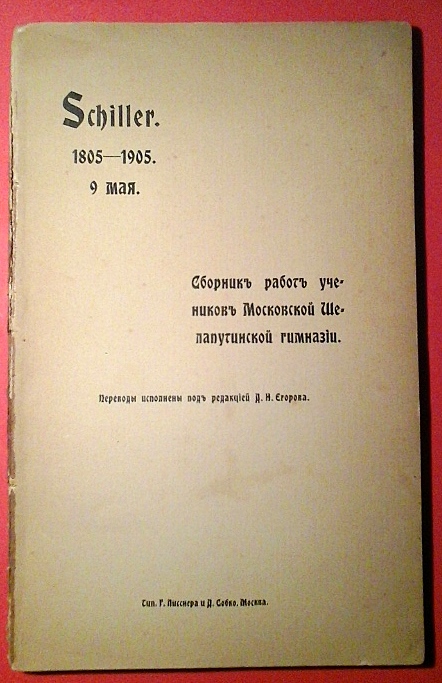 Schiller.
1805—1905.
9 мая.
Сборникъ работъ уче-
никовъ Московской Ше-
лапутинской гимназіи.
Переводы исполнены подъ редакціей Д. Н. Егорова.
Тип. Г. Лисснера и Д. Собко, Москва.